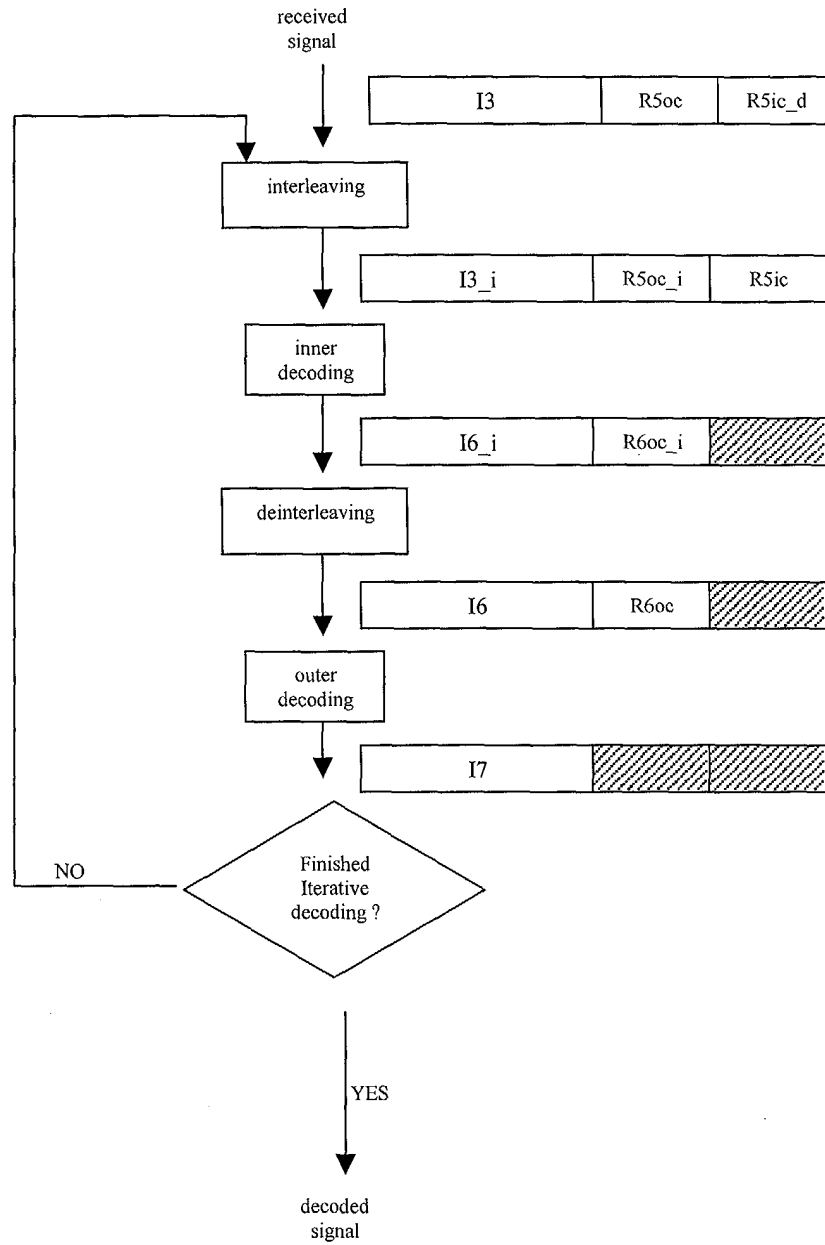 received
signal
I3 R5oc R5ic_d
interleaving
I3_i R5oc_i R5ic
inner
decoding
I6_i R6oc_i
deinterleaving
I6 R6oc
outer
decoding
I7
Finished
Iterative
decoding ?
NO
YES
decoded
signal